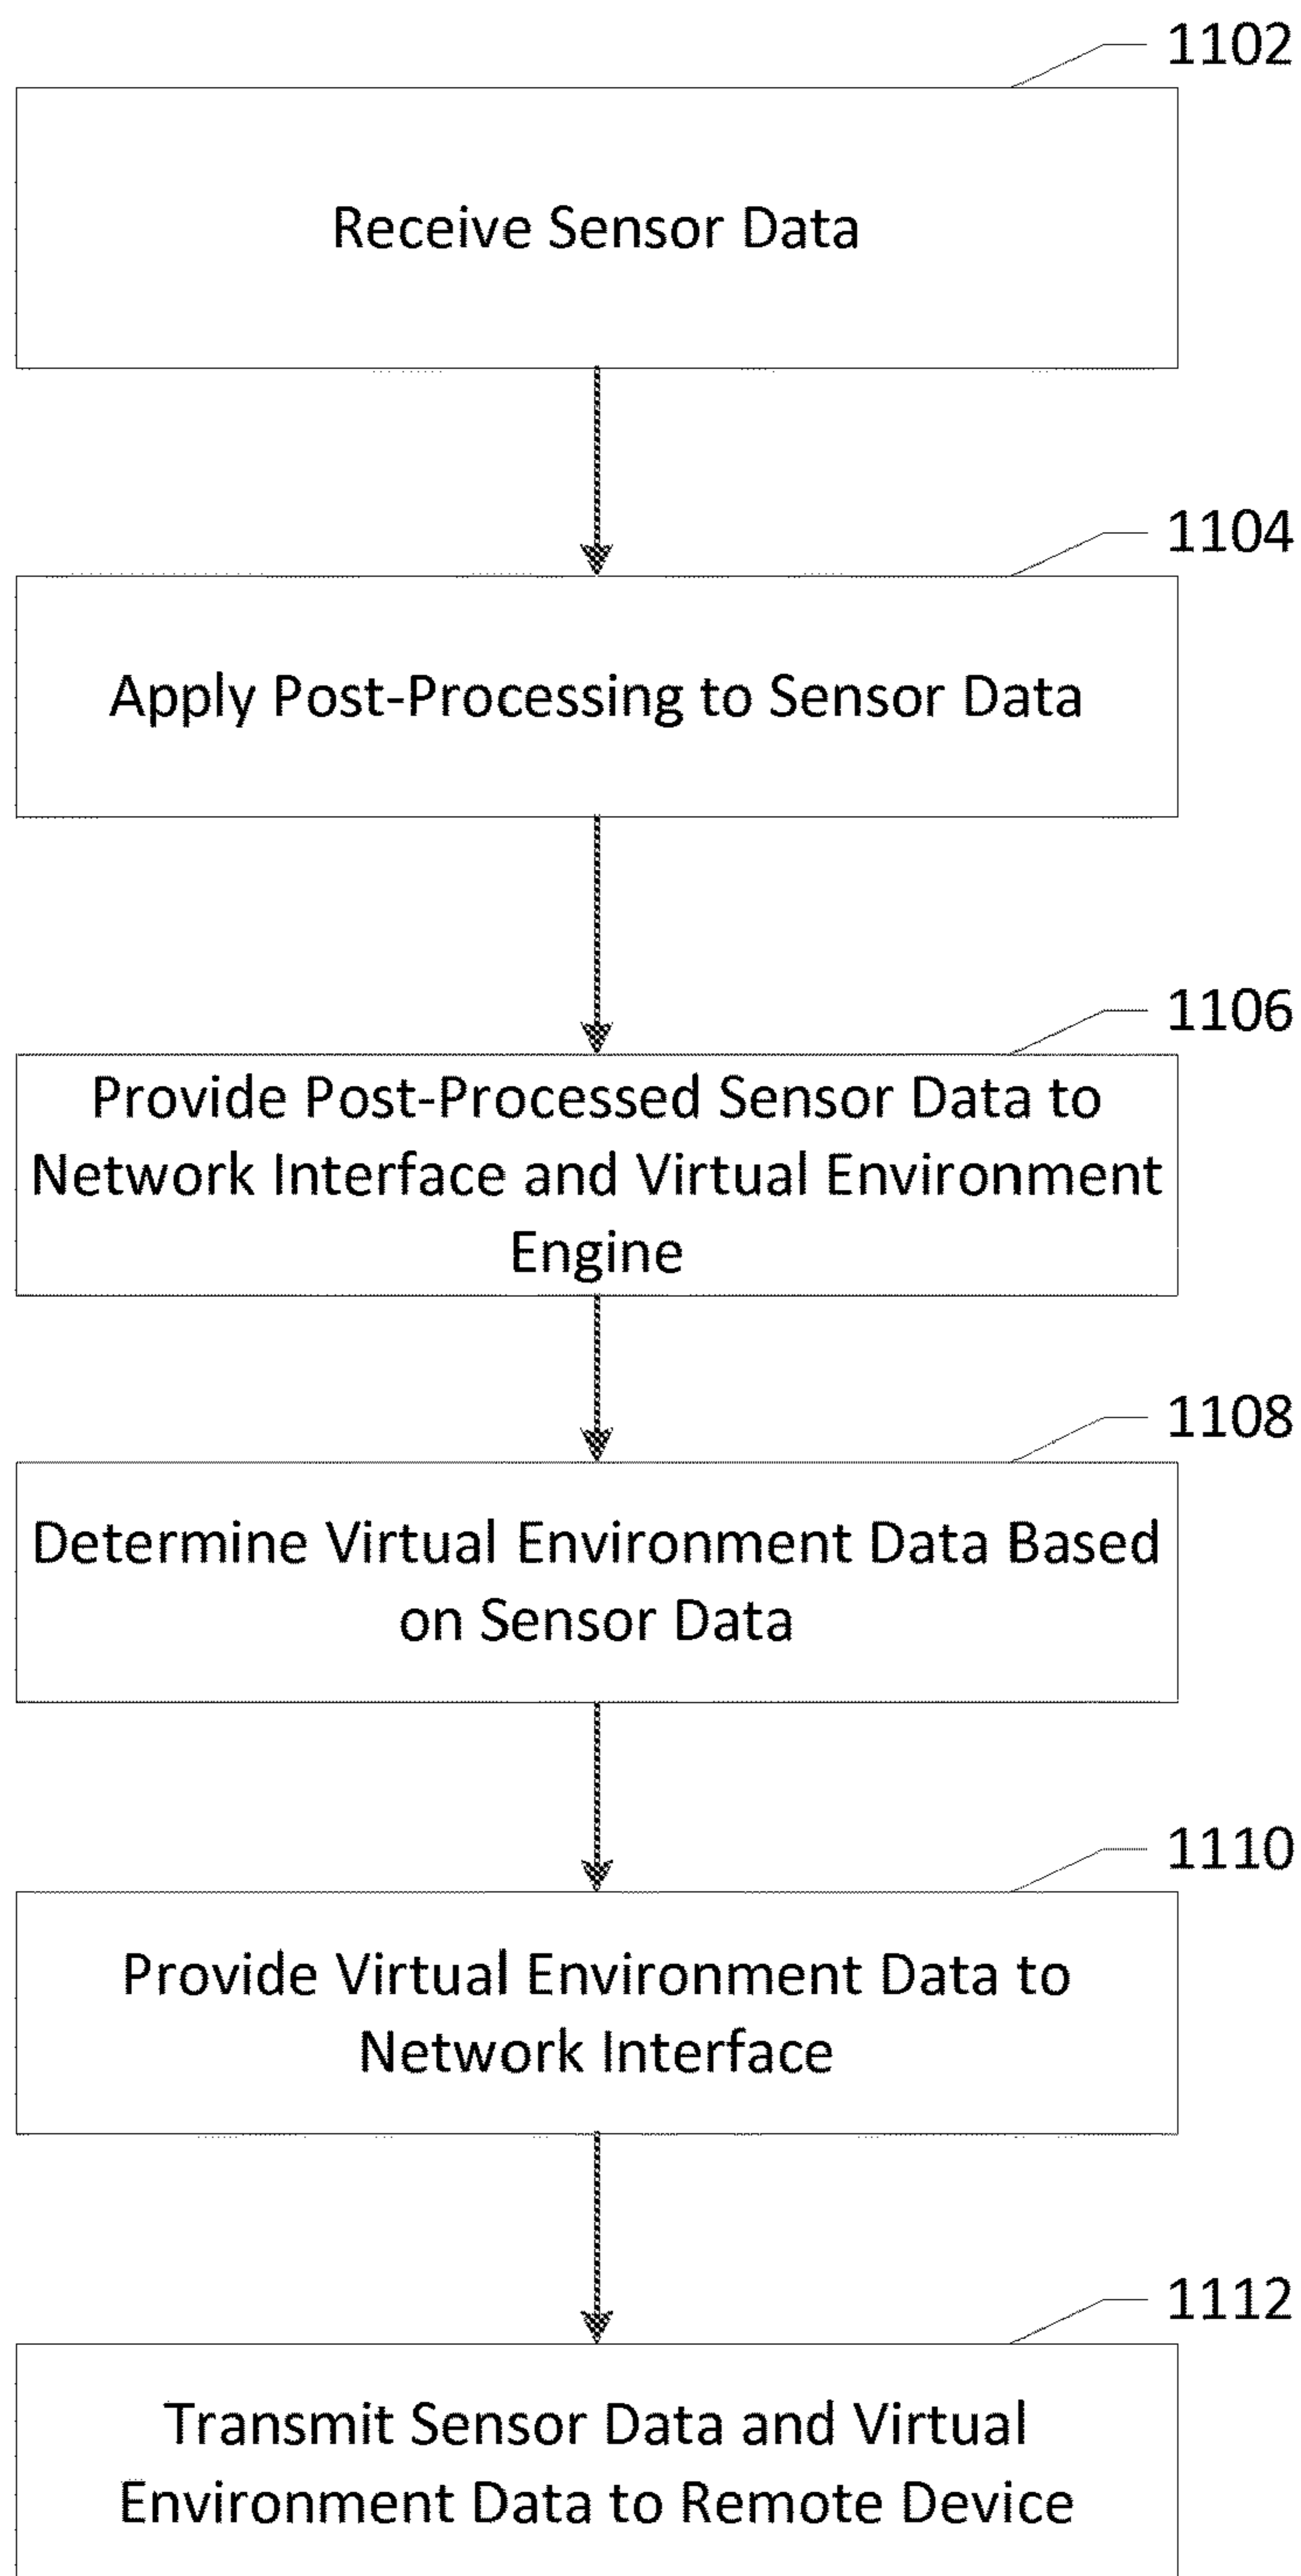 1102
Receive Sensor Data
1104
Apply Post-Processing to Sensor Data
1106
Provide Post-Processed Sensor Data to
Network Interface and Virtual Environment
Engine
1108
Determine Virtual Environment Data Based
on Sensor Data
1110
Provide Virtual Environment Data to
Network Interface
1112
Transmit Sensor Data and Virtual
Environment Data to Remote Device